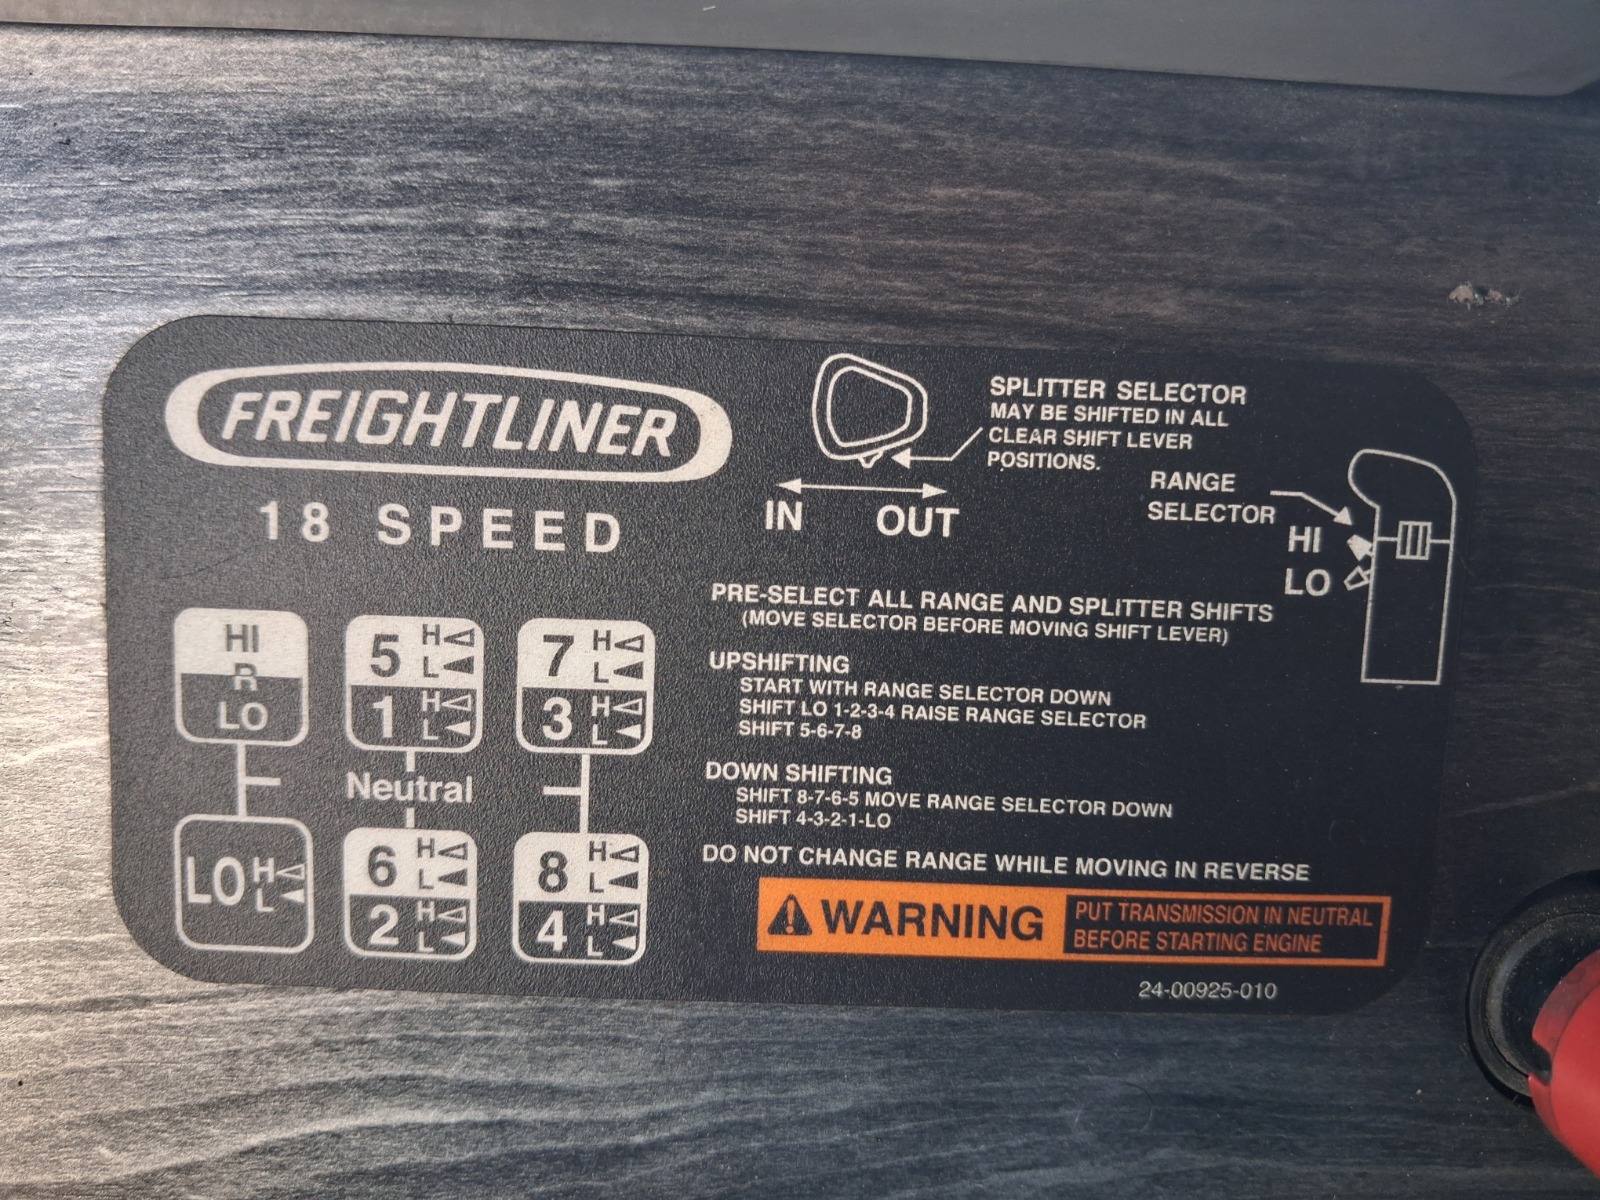 FREIGHTLINER
18 SPEED
HI
R
LO
5 H
L
1 H
L
7 H
L
3 H
L
Neutral
LO H
L
6 H
L
2 H
L
8 H
L
4 H
L
SPLITTER SELECTOR
MAY BE SHIFTED IN ALL
CLEAR SHIFT LEVER
POSITIONS.
IN OUT
RANGE
SELECTOR
HI
LO
PRE-SELECT ALL RANGE AND SPLITTER SHIFTS
(MOVE SELECTOR BEFORE MOVING SHIFT LEVER)
UPSHIFTING
START WITH RANGE SELECTOR DOWN
SHIFT LO 1-2-3-4 RAISE RANGE SELECTOR
SHIFT 5-6-7-8
DOWN SHIFTING
SHIFT 8-7-6-5 MOVE RANGE SELECTOR DOWN
SHIFT 4-3-2-1-LO
DO NOT CHANGE RANGE WHILE MOVING IN REVERSE
WARNING
PUT TRANSMISSION IN NEUTRAL
BEFORE STARTING ENGINE
24-00925-010